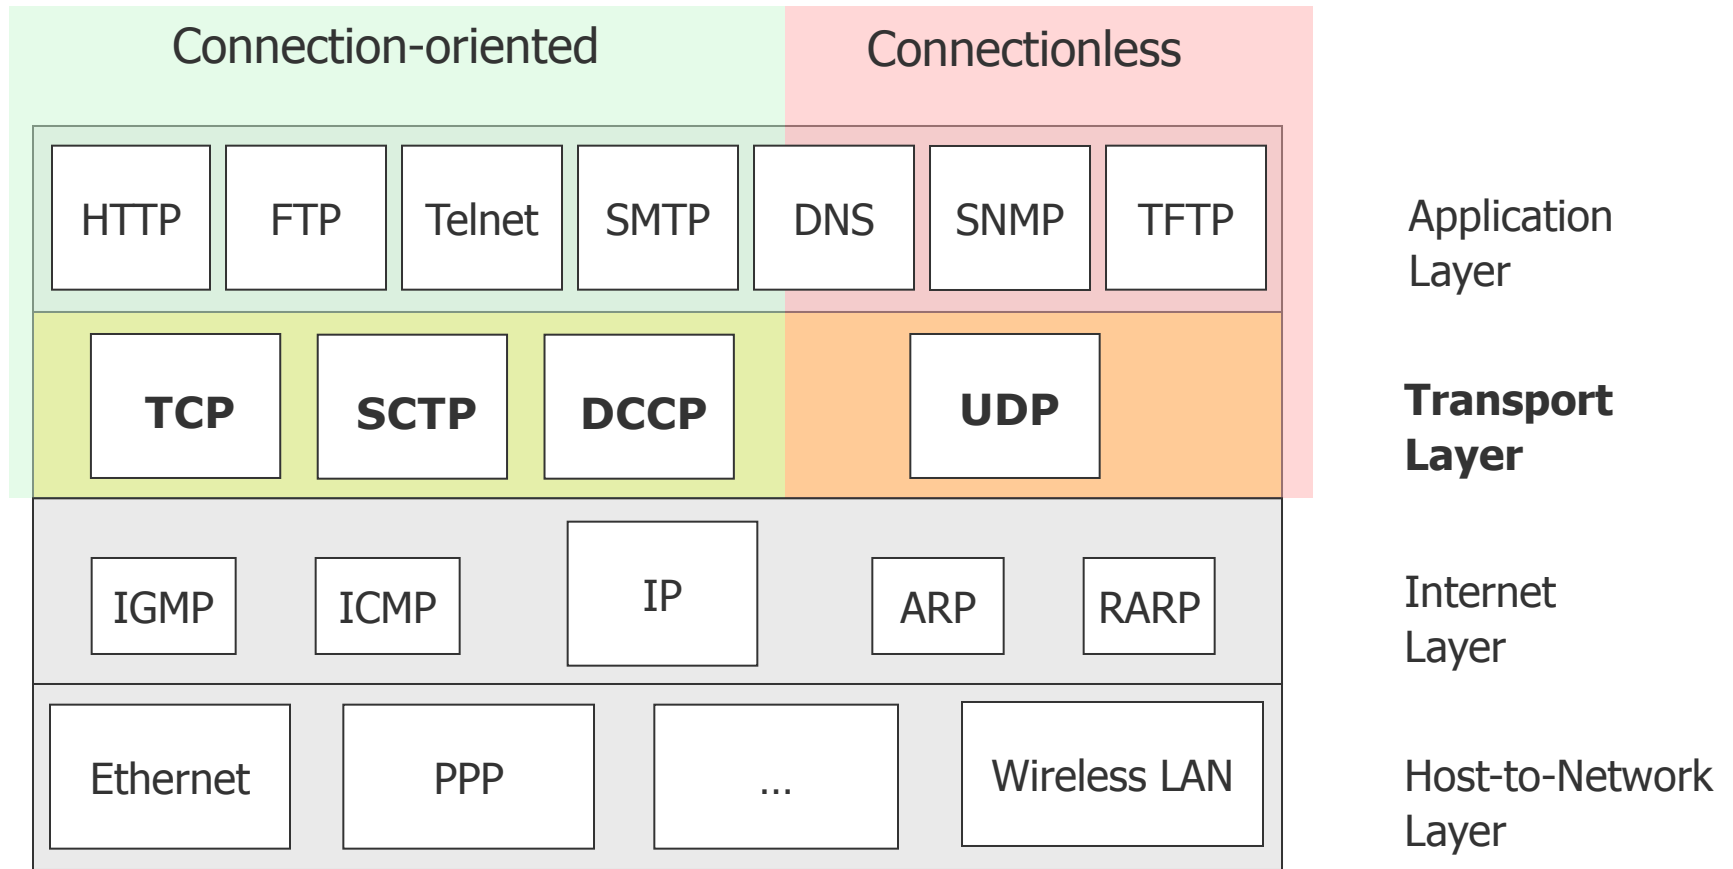 Connection-oriented
Connectionless
HTTP
FTP
Telnet
SMTP
DNS
SNMP
TFTP
Application
Layer
TCP
SCTP
DCCP
UDP
Transport
Layer
IGMP
ICMP
IP
ARP
RARP
Internet
Layer
Ethernet
PPP
...
Wireless LAN
Host-to-Network
Layer